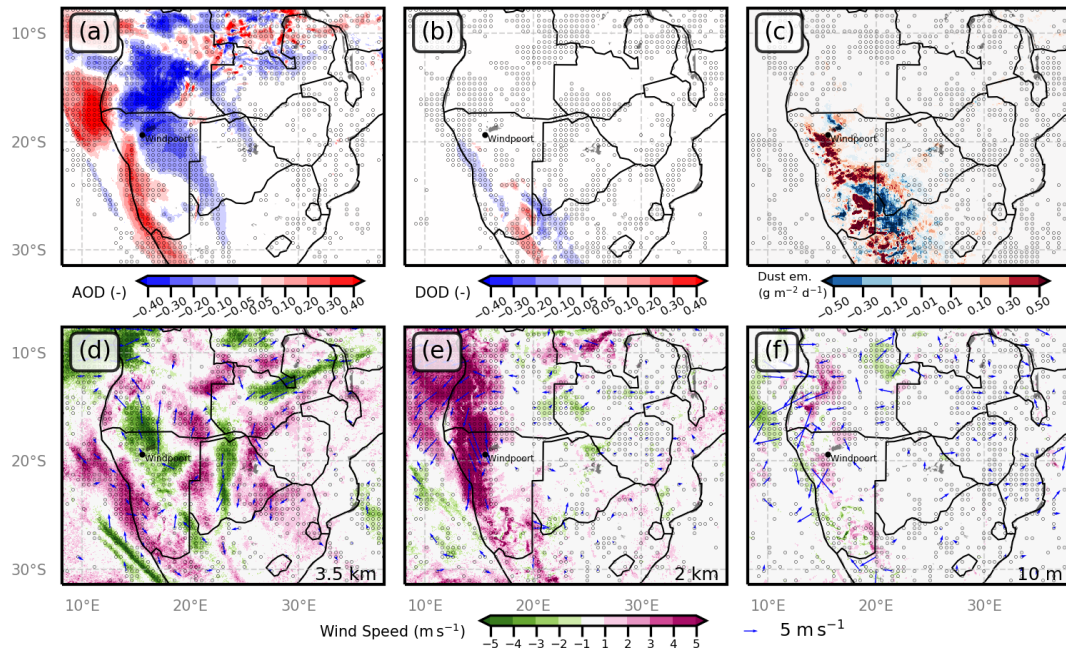 (a) (b) (c)
10°S
20°S
30°S
Windpoort Windpoort Windpoort
AOD (-) −0.40 −0.30 −0.20 −0.10 −0.05 0.05 0.10 0.20 0.30 0.40
DOD (-) −0.40 −0.30 −0.20 −0.10 −0.05 0.05 0.10 0.20 0.30 0.40
Dust em.
(g m⁻² d⁻¹)
−0.50 −0.30 −0.10 −0.01 0.01 0.10 0.30 0.50
(d) (e) (f)
10°S
20°S
30°S
Windpoort Windpoort Windpoort
3.5 km 2 km 10 m
10°E 20°E 30°E 10°E 20°E 30°E 10°E 20°E 30°E
Wind Speed (m s⁻¹) −5 −4 −3 −2 −1 1 2 3 4 5
5 m s⁻¹